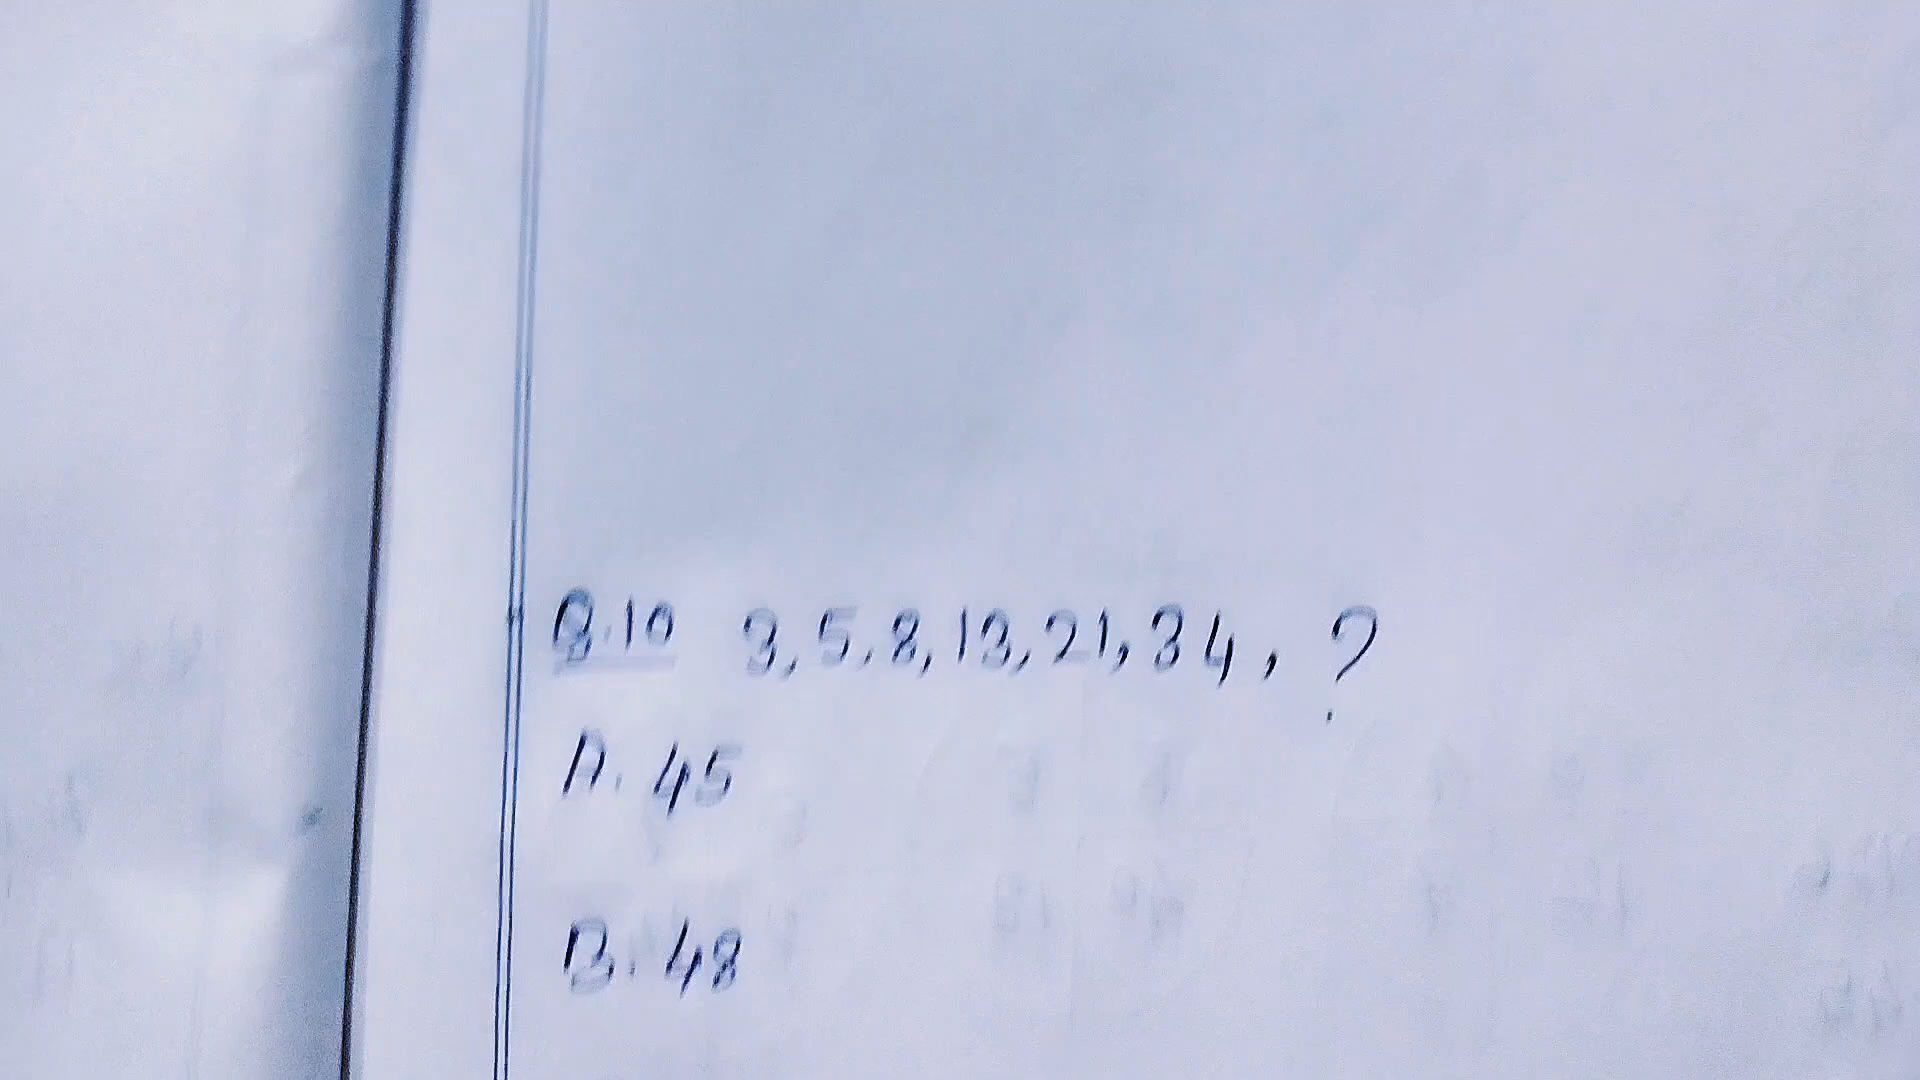 Q.10 3, 5, 8, 13, 21, 34, ?
A. 45
B. 48